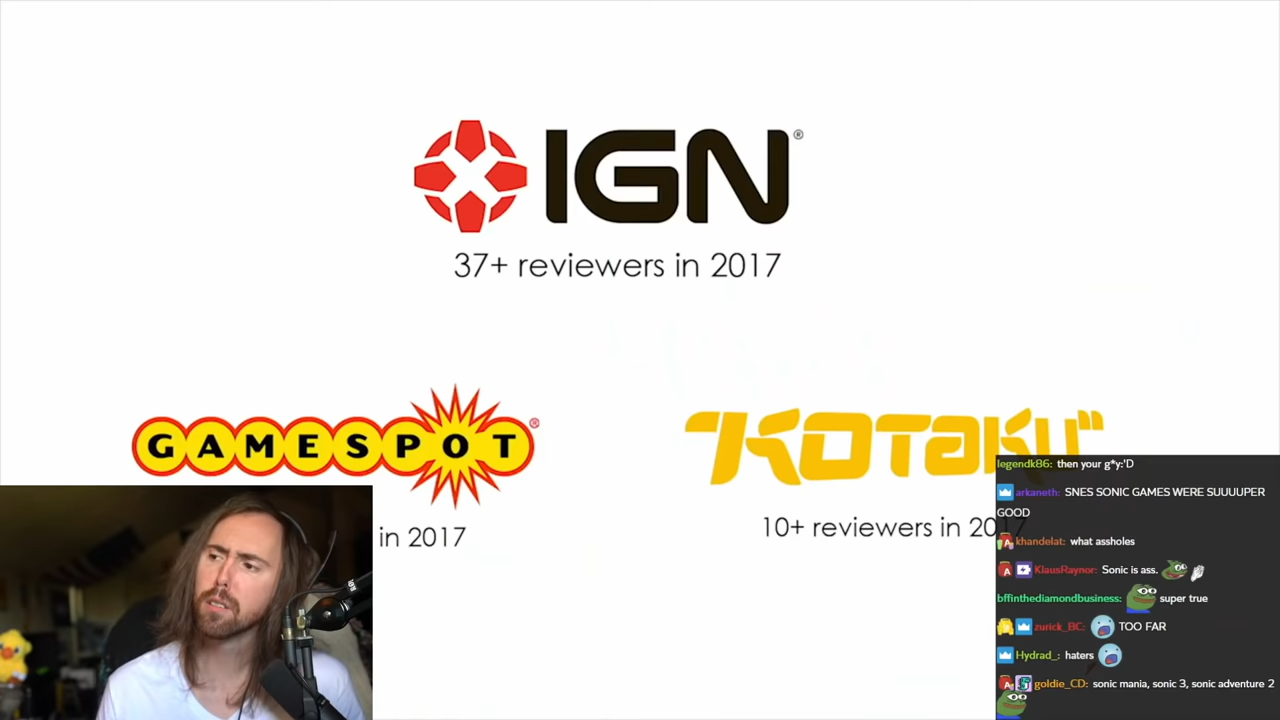 IGN®
37+ reviewers in 2017
GAMESPOT®
"KOTAKU"
in 2017
10+ reviewers in 2017
legendk86: then your g*y:'D
arkaneth: SNES SONIC GAMES WERE SUUUUPER
GOOD
khandelat: what assholes
KlausRaynor: Sonic is ass.
bffinthediamondbusiness: super true
zurick_BC: TOO FAR
Hydrad_: haters
goldie_CD: sonic mania, sonic 3, sonic adventure 2